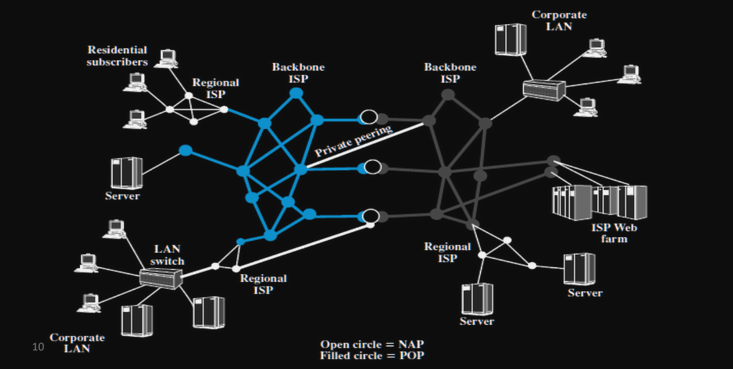 Corporate
LAN
Residential
subscribers
Regional
ISP
Backbone
ISP
Backbone
ISP
Private peering
Server
ISP Web
farm
LAN
switch
Regional
ISP
Regional
ISP
Server
Server
Corporate
LAN
10
Open circle = NAP
Filled circle = POP